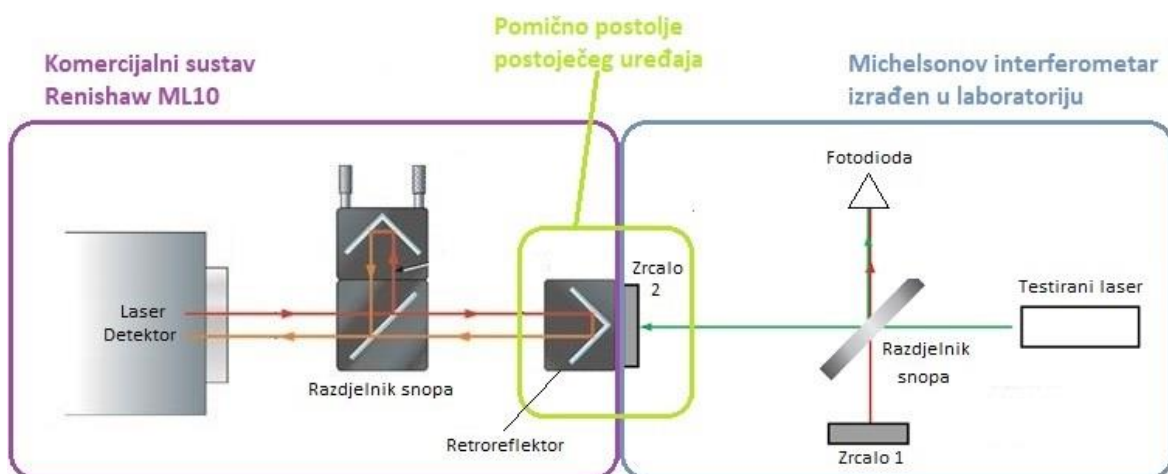 Pomično postolje
postojećeg uređaja
Komercijalni sustav
Renishaw ML10
Michelsonov interferometar
izrađen u laboratoriju
Fotodioda
Zrcalo
2
Testirani laser
Laser
Detektor
Razdjelnik
snopa
Razdjelnik snopa
Retroreflektor
Zrcalo 1